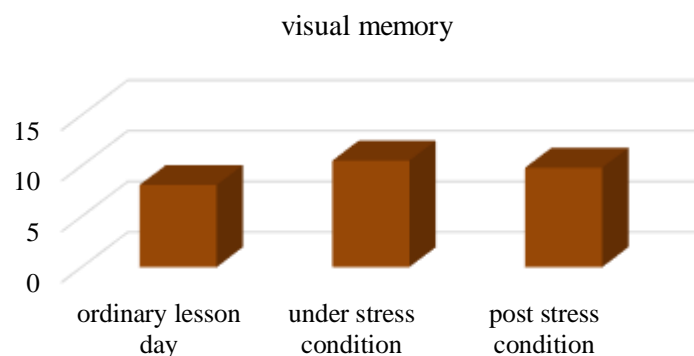 visual memory
15
10
5
0
ordinary lesson
day
under stress
condition
post stress
condition